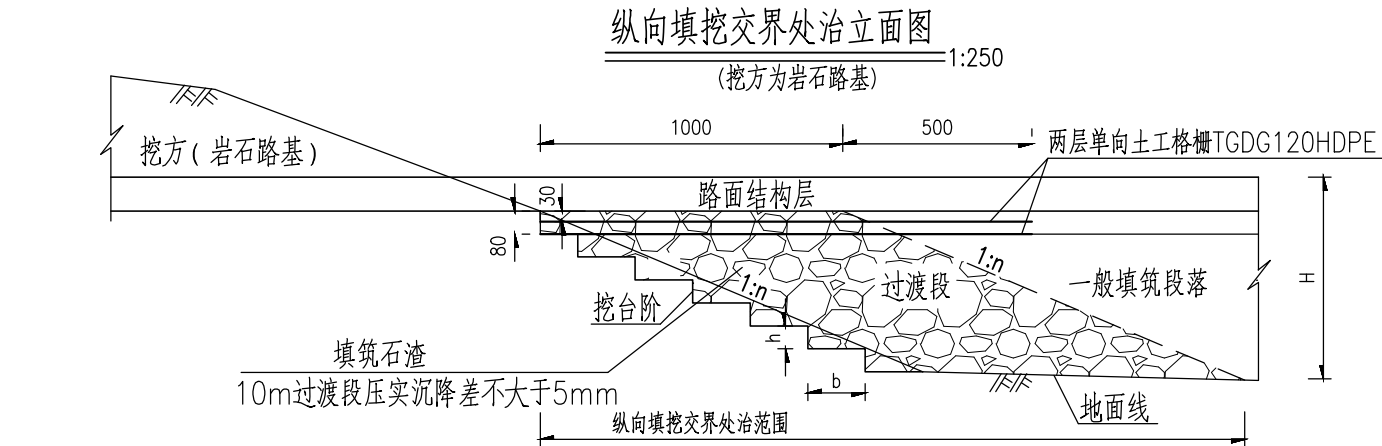 纵向填挖交界处治立面图
1:250
(挖方为岩石路基)
1000
500
两层单向土工格栅TGDG120HDPE
挖方(岩石路基)
路面结构层
30
80
1:n
1:n
过渡段
一般填筑段落
H
挖台阶
h
填筑石渣
10m过渡段压实沉降差不大于5mm
b
地面线
纵向填挖交界处治范围